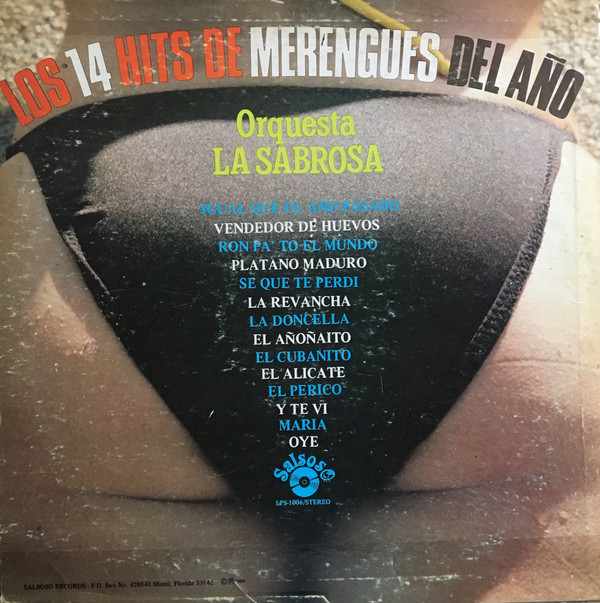 LOS 14 HITS DE MERENGUES DEL AÑO
Orquesta
LA SABROSA
IGUAL QUE EL AÑO PASADO
VENDEDOR DE HUEVOS
RON PA' TO EL MUNDO
PLATANO MADURO
SE QUE TE PERDI
LA REVANCHA
LA DONCELLA
EL AÑOÑAITO
EL CUBANITO
EL ALICATE
EL PERICO
Y TE VI
MARIA
OYE
Salsoso
LPS-1006/STEREO
SALSOSO RECORDS - P.O. Box No. 420541 Miami, Florida 33142 ©